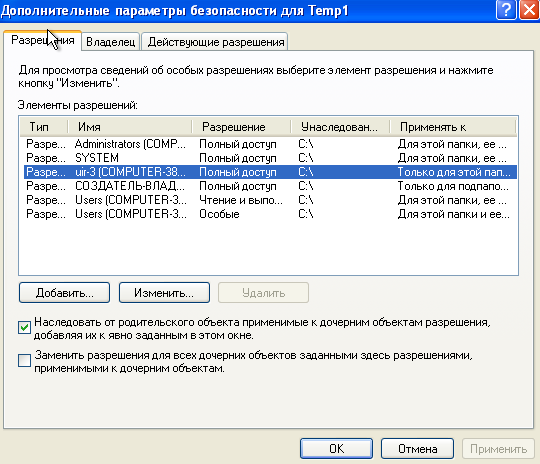 Дополнительные параметры безопасности для Temp1
Разрешения Владелец Действующие разрешения
Для просмотра сведений об особых разрешениях выберите элемент разрешения и нажмите
кнопку "Изменить".
Элементы разрешений:
Тип Имя Разрешение Унаследован... Применять к
Разре... Administrators (COMP... Полный доступ C:\ Для этой папки, ее ...
Разре... SYSTEM Полный доступ C:\ Для этой папки, ее ...
Разре... uir-3 (COMPUTER-38... Полный доступ C:\ Только для этой пап...
Разре... СОЗДАТЕЛЬ-ВЛАД... Полный доступ C:\ Только для подпапо...
Разре... Users (COMPUTER-3... Чтение и выпо... C:\ Для этой папки, ее ...
Разре... Users (COMPUTER-3... Особые C:\ Для этой папки и ее...
Добавить... Изменить... Удалить
Наследовать от родительского объекта применимые к дочерним объектам разрешения,
добавляя их к явно заданным в этом окне.
Заменить разрешения для всех дочерних объектов заданными здесь разрешениями,
применимыми к дочерним объектам.
OK Отмена Применить